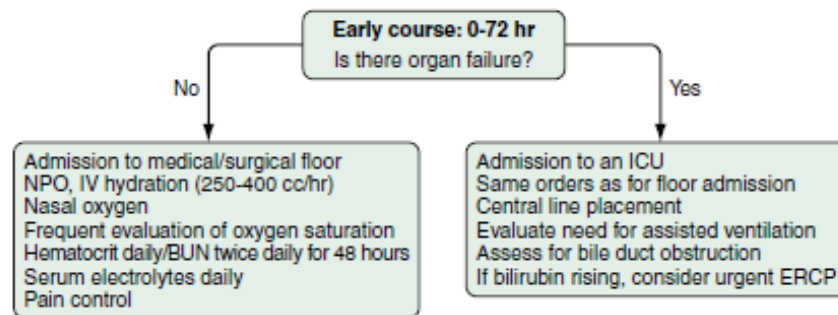 Early course: 0-72 hr
Is there organ failure?
No
Yes
Admission to medical/surgical floor
NPO, IV hydration (250-400 cc/hr)
Nasal oxygen
Frequent evaluation of oxygen saturation
Hematocrit daily/BUN twice daily for 48 hours
Serum electrolytes daily
Pain control
Admission to an ICU
Same orders as for floor admission
Central line placement
Evaluate need for assisted ventilation
Assess for bile duct obstruction
If bilirubin rising, consider urgent ERCP